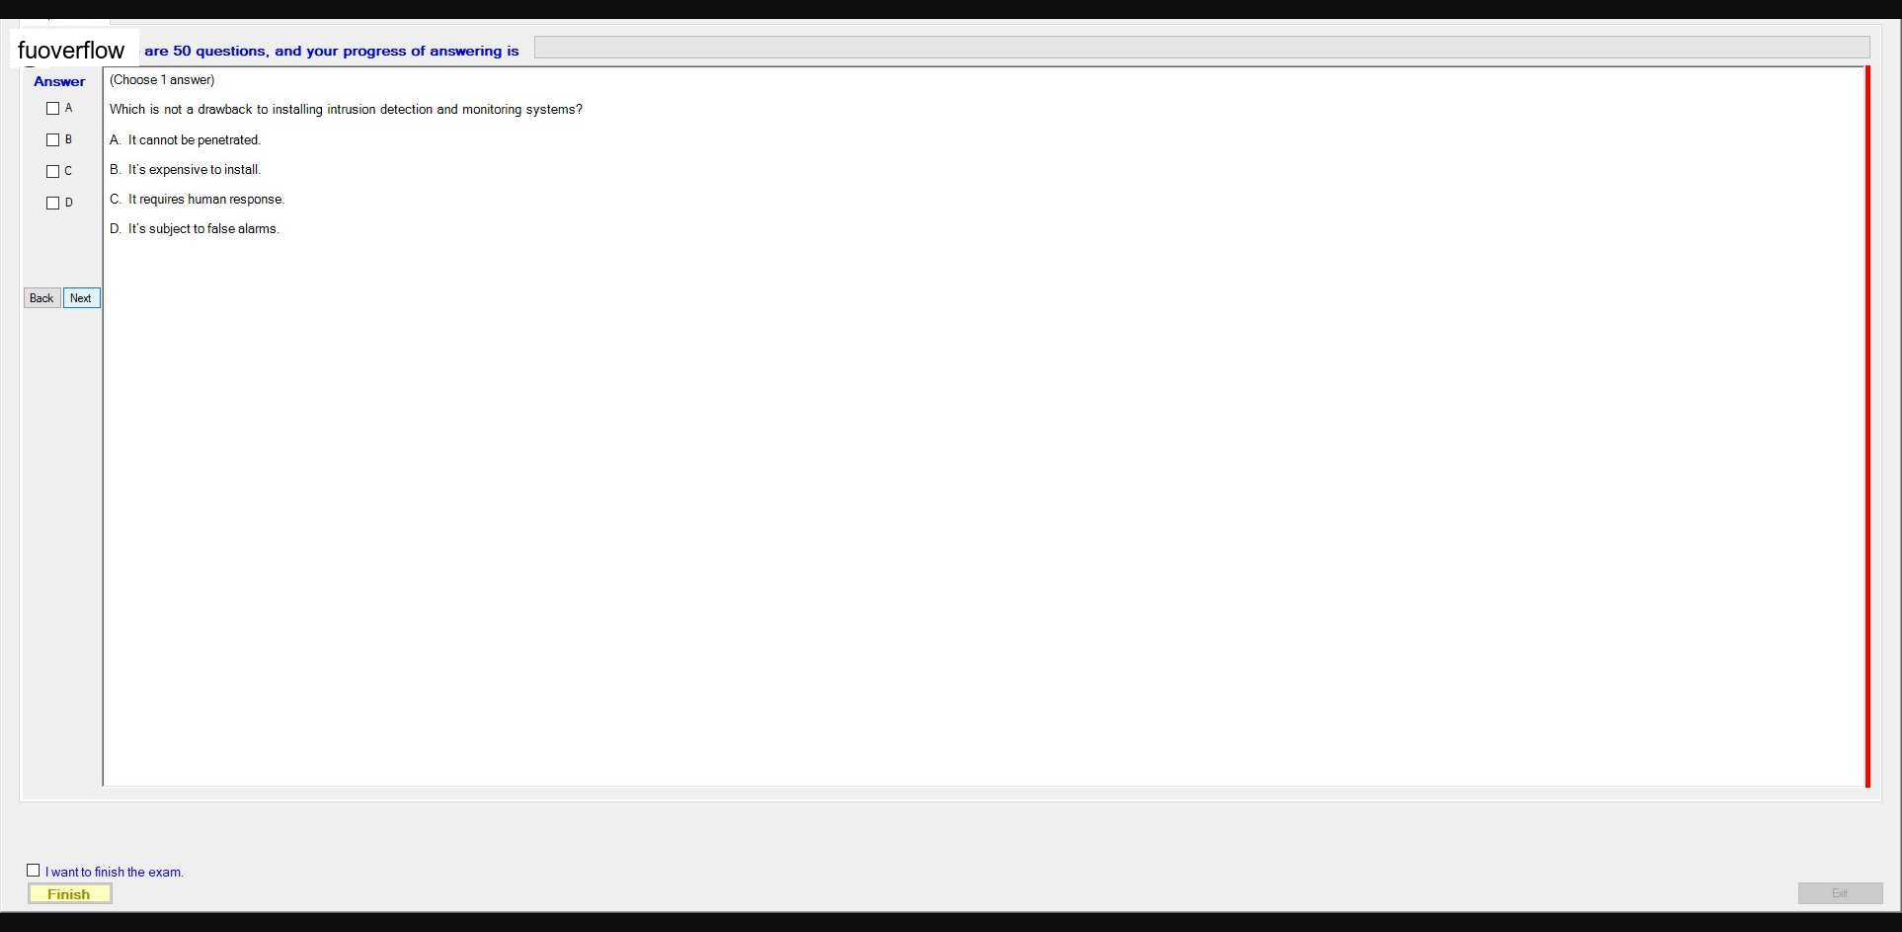 fuoverflow are 50 questions, and your progress of answering is
Answer
(Choose 1 answer)
A
Which is not a drawback to installing intrusion detection and monitoring systems?
B
A. It cannot be penetrated.
C
B. It's expensive to install.
D
C. It requires human response.
D. It's subject to false alarms.
Back Next
I want to finish the exam.
Finish
Exit